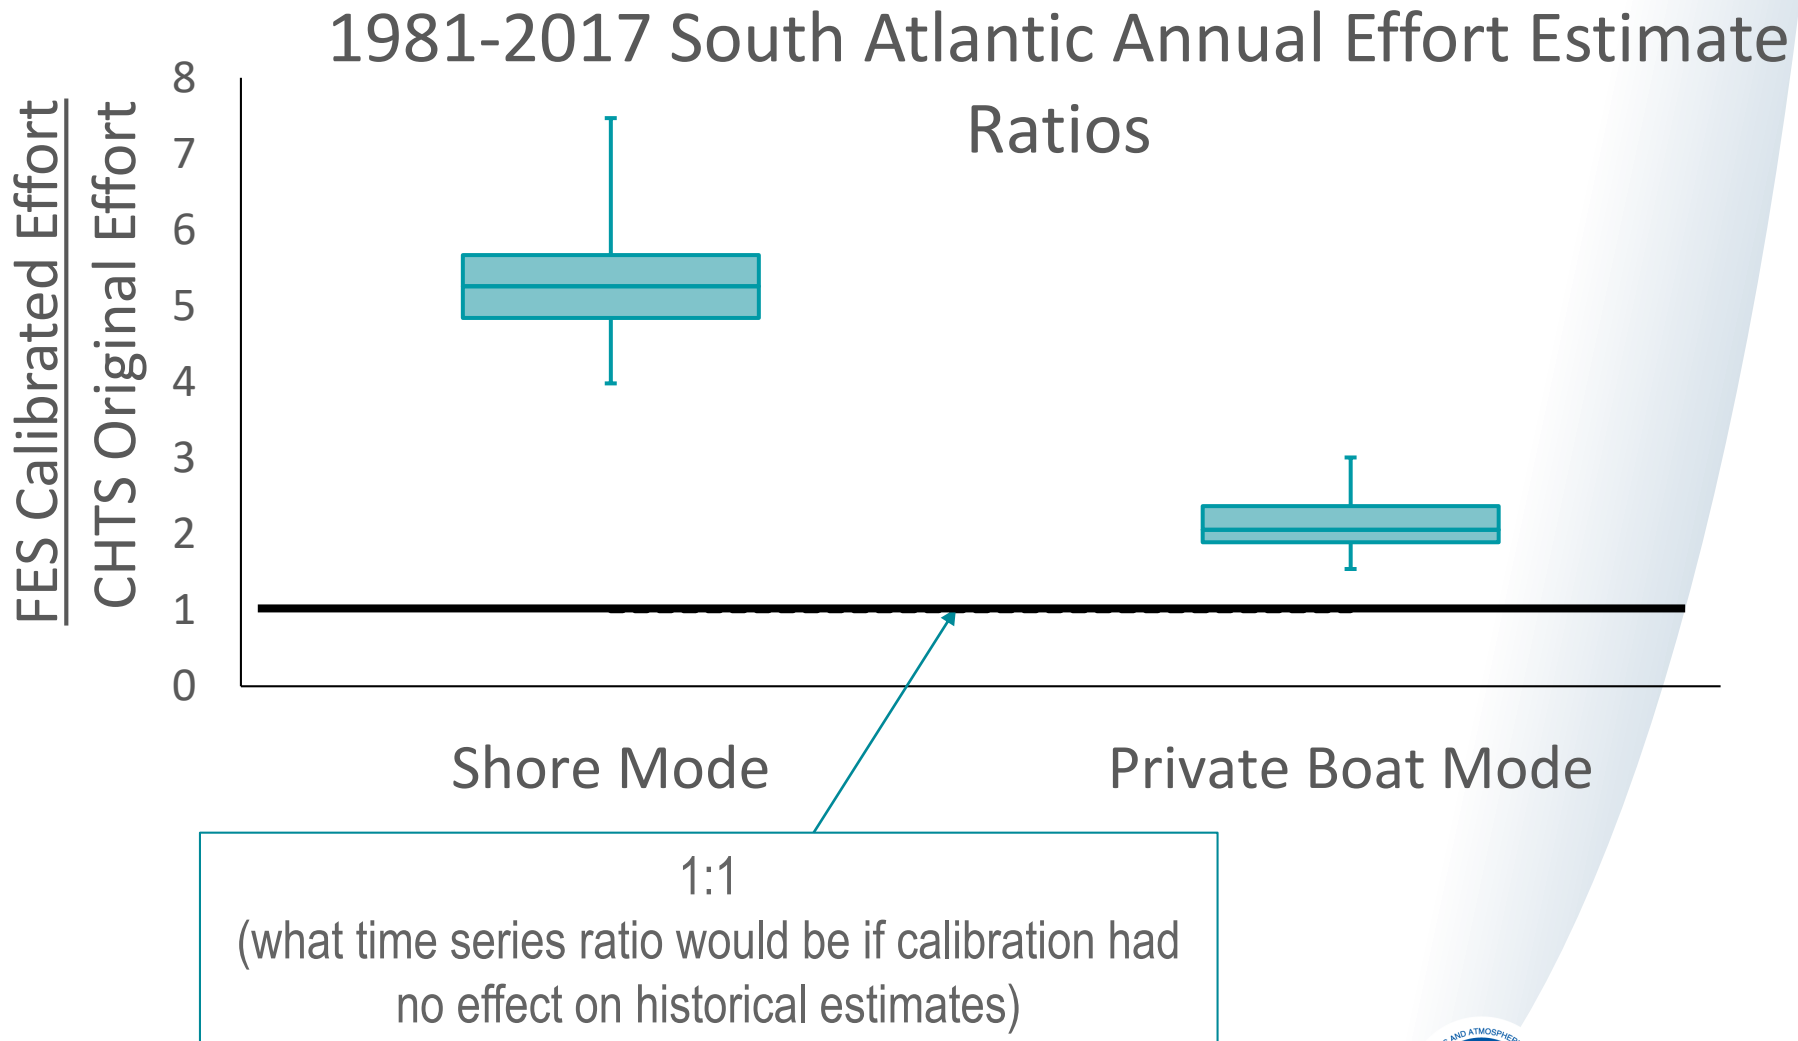 1981-2017 South Atlantic Annual Effort Estimate
Ratios
FES Calibrated Effort
CHTS Original Effort
8
7
6
5
4
3
2
1
0
Shore Mode
Private Boat Mode
1:1
(what time series ratio would be if calibration had
no effect on historical estimates)
AND